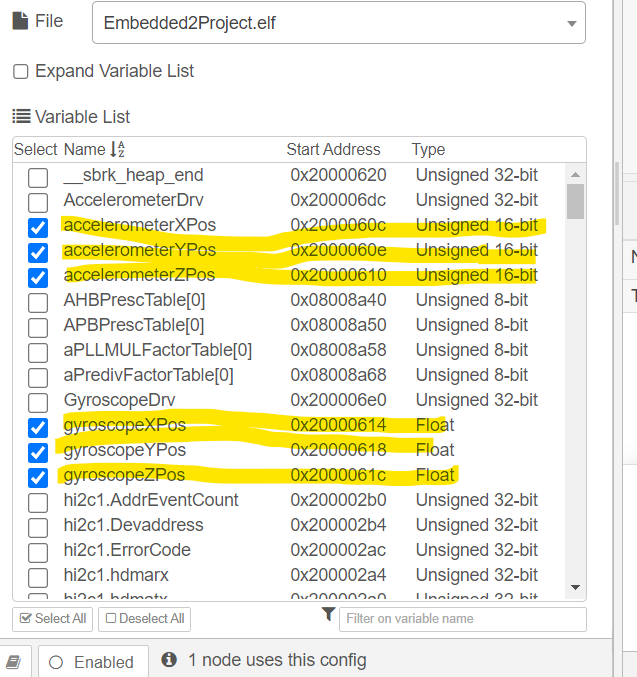 File
Embedded2Project.elf
Expand Variable List
Variable List
Select Name Start Address Type
__sbrk_heap_end 0x20000620 Unsigned 32-bit
AccelerometerDrv 0x200006dc Unsigned 32-bit
accelerometerXPos 0x2000060c Unsigned 16-bit
accelerometerYPos 0x2000060e Unsigned 16-bit
accelerometerZPos 0x20000610 Unsigned 16-bit
AHBPrescTable[0] 0x08008a40 Unsigned 8-bit
APBPrescTable[0] 0x08008a50 Unsigned 8-bit
aPLLMULFactorTable[0] 0x08008a58 Unsigned 8-bit
aPredivFactorTable[0] 0x08008a68 Unsigned 8-bit
GyroscopeDrv 0x200006e0 Unsigned 32-bit
gyroscopeXPos 0x20000614 Float
gyroscopeYPos 0x20000618 Float
gyroscopeZPos 0x2000061c Float
hi2c1.AddrEventCount 0x200002b0 Unsigned 32-bit
hi2c1.Devaddress 0x200002b4 Unsigned 32-bit
hi2c1.ErrorCode 0x200002ac Unsigned 32-bit
hi2c1.hdmarx 0x200002a4 Unsigned 32-bit
hi2c1.hdmatx 0x200002a0 Unsigned 32-bit
Select All Deselect All Filter on variable name
Enabled 1 node uses this config